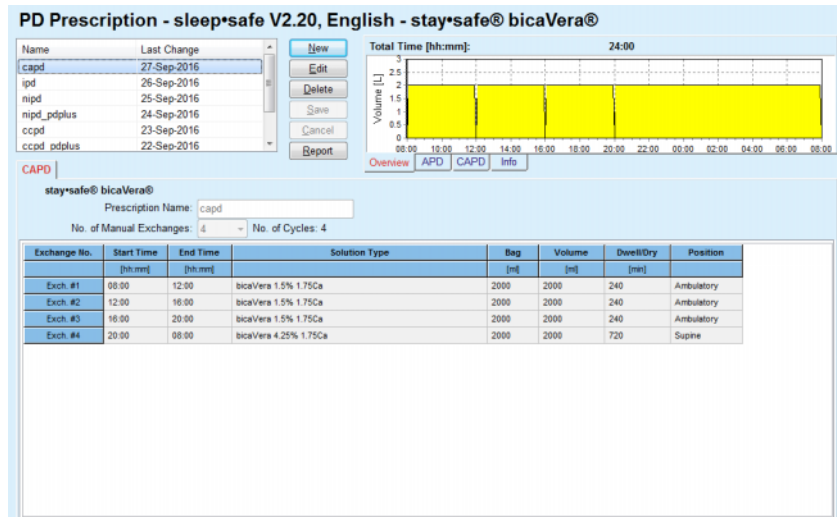 PD Prescription - sleep•safe V2.20, English - stay•safe® bicaVera®
Name Last Change
capd 27-Sep-2016
ipd 26-Sep-2016
nipd 25-Sep-2016
nipd_pdplus 24-Sep-2016
ccpd 23-Sep-2016
ccpd_pdplus 22-Sep-2016
New
Edit
Delete
Save
Cancel
Report
Total Time [hh:mm]: 24:00
Volume [L]
3
2.5
2
1.5
1
0.5
0
08:00 10:00 12:00 14:00 16:00 18:00 20:00 22:00 00:00 02:00 04:00 06:00 08:00
Overview APD CAPD Info
CAPD
stay•safe® bicaVera®
Prescription Name: capd
No. of Manual Exchanges: 4 No. of Cycles: 4
Exchange No. Start Time End Time Solution Type Bag Volume Dwell/Dry Position
[hh:mm] [hh:mm] [ml] [ml] [min]
Exch. #1 08:00 12:00 bicaVera 1.5% 1.75Ca 2000 2000 240 Ambulatory
Exch. #2 12:00 16:00 bicaVera 1.5% 1.75Ca 2000 2000 240 Ambulatory
Exch. #3 16:00 20:00 bicaVera 1.5% 1.75Ca 2000 2000 240 Ambulatory
Exch. #4 20:00 08:00 bicaVera 4.25% 1.75Ca 2000 2000 720 Supine